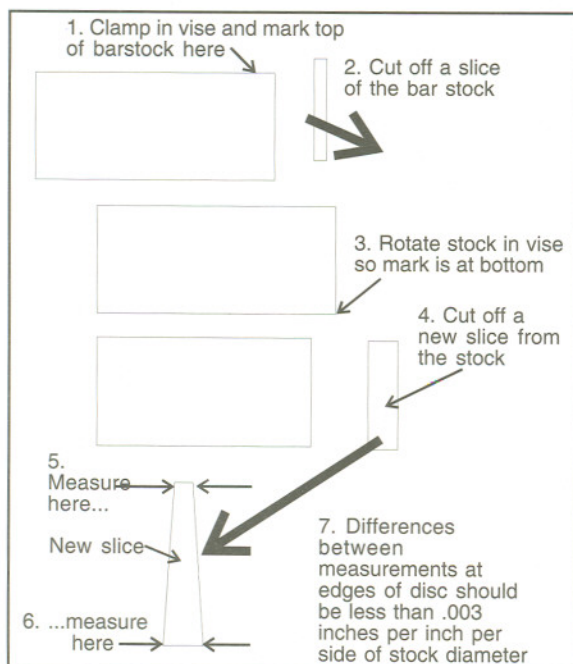 1. Clamp in vise and mark top
of barstock here
2. Cut off a slice
of the bar stock
3. Rotate stock in vise
so mark is at bottom
4. Cut off a
new slice from
the stock
5.
Measure
here...
New slice
6. ...measure
here
7. Differences
between
measurements at
edges of disc should
be less than .003
inches per inch per
side of stock diameter